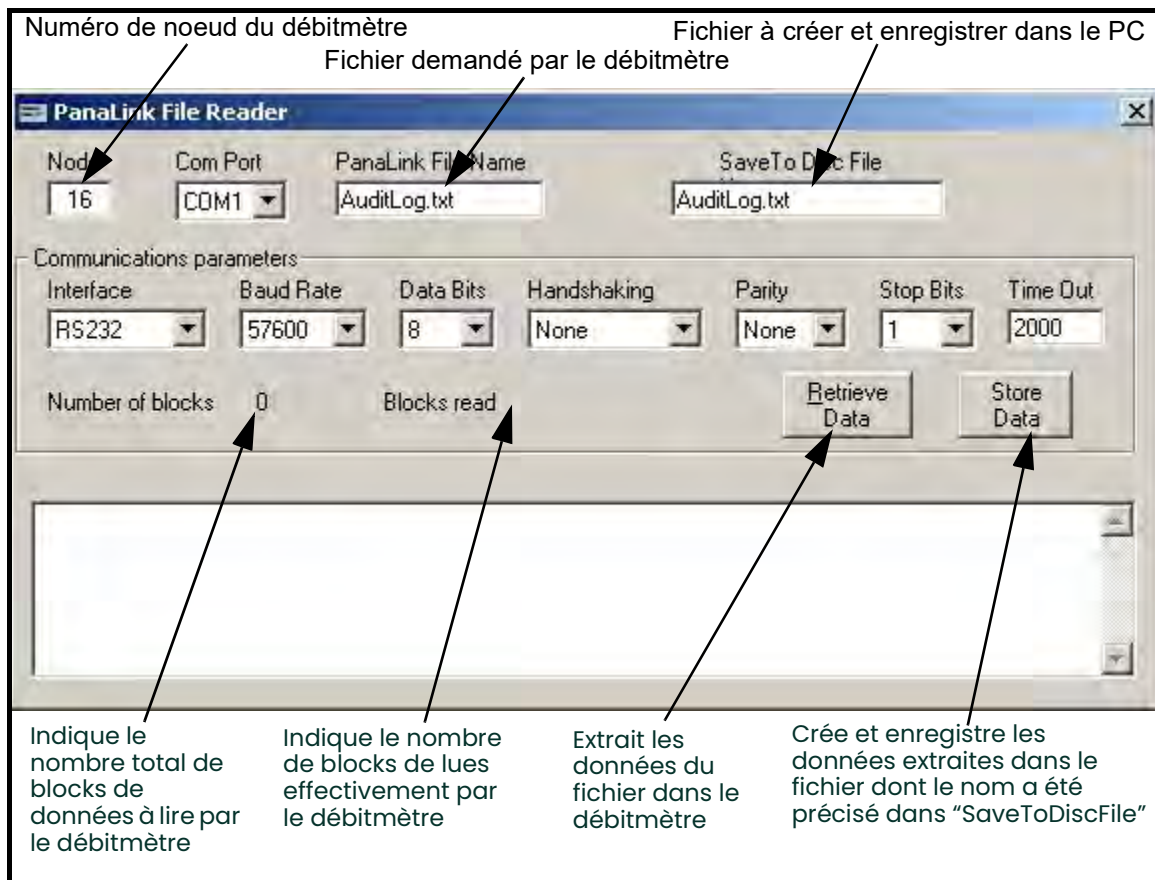 Numéro de noeud du débitmètre
Fichier à créer et enregistrer dans le PC
Fichier demandé par le débitmètre
PanaLink File Reader
Nod
Com Port
PanaLink File Name
SaveTo Disc File
16
COM1
AuditLog.txt
AuditLog.txt
Communications parameters
Interface
Baud Rate
Data Bits
Handshaking
Parity
Stop Bits
Time Out
RS232
57600
8
None
None
1
2000
Number of blocks 0
Blocks read
Retrieve
Data
Store
Data
Indique le
nombre total de
blocks de
données à lire par
le débitmètre
Indique le nombre
de blocks de lues
effectivement par
le débitmètre
Extrait les
données du
fichier dans le
débitmètre
Crée et enregistre les
données extraites dans le
fichier dont le nom a été
précisé dans “SaveToDiscFile”